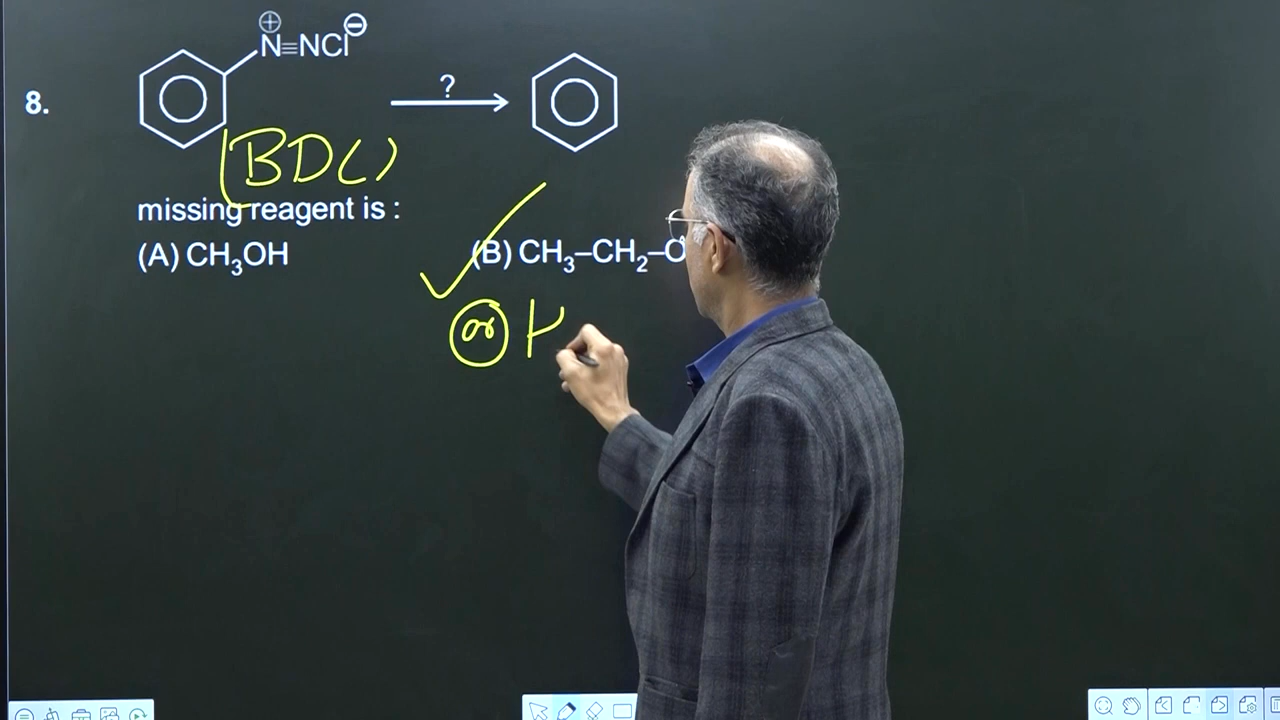 N≡NCl
8.
?
(BDC)
missing reagent is :
(A) CH₃OH
(B) CH₃–CH₂–O
or H